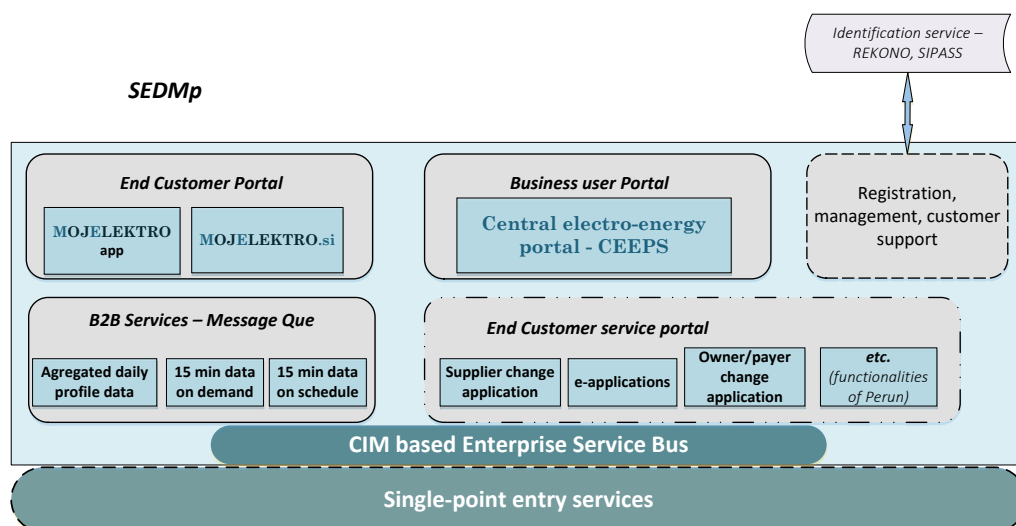 Identification service –
REKONO, SIPASS
SEDMp
End Customer Portal
MOJELEKTRO
app
MOJELEKTRO.si
Business user Portal
Central electro-energy
portal - CEEPS
Registration,
management, customer
support
B2B Services – Message Que
Agregated daily
profile data
15 min data
on demand
15 min data
on schedule
End Customer service portal
Supplier change
application
e-applications
Owner/payer
change
application
etc.
(functionalities
of Perun)
CIM based Enterprise Service Bus
Single-point entry services